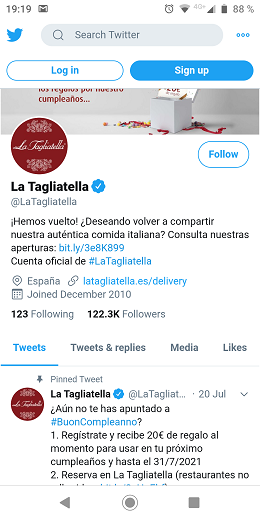 19:19
4G+
88 %
Search Twitter
Log in
Sign up
los regalos por nuestro
cumpleaños...
20€
La Tagliatella
Follow
La Tagliatella
@LaTagliatella
¡Hemos vuelto! ¿Deseando volver a compartir
nuestra auténtica comida italiana? Consulta nuestras
aperturas: bit.ly/3e8K899
Cuenta oficial de #LaTagliatella
España latagliatella.es/delivery
Joined December 2010
123 Following 122.3K Followers
Tweets Tweets & replies Media Likes
Pinned Tweet
La Tagliatella
La Tagliatella @LaTagliat... · 20 Jul
¿Aún no te has apuntado a
#BuonCompleanno?
1. Regístrate y recibe 20€ de regalo al
momento para usar en tu próximo
cumpleaños y hasta el 31/7/2021
2. Reserva en La Tagliatella (restaurantes no